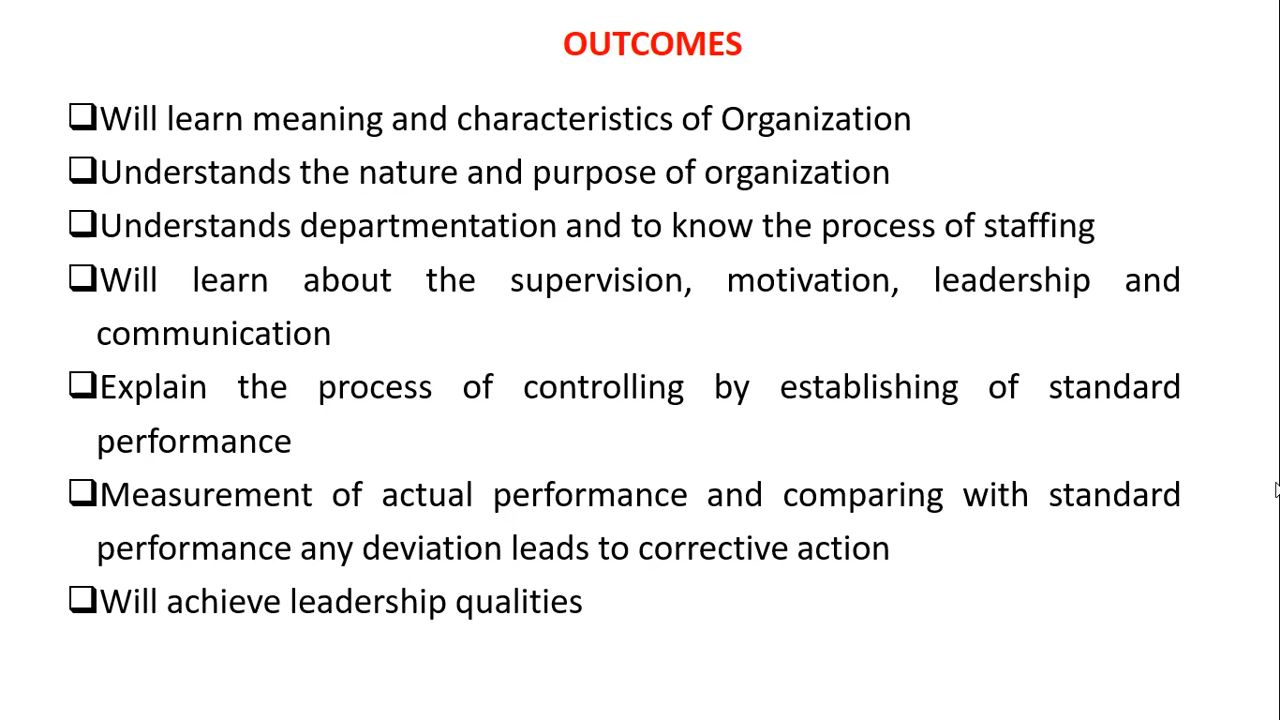 OUTCOMES
❑Will learn meaning and characteristics of Organization
❑Understands the nature and purpose of organization
❑Understands departmentation and to know the process of staffing
❑Will learn about the supervision, motivation, leadership and
communication
❑Explain the process of controlling by establishing of standard
performance
❑Measurement of actual performance and comparing with standard
performance any deviation leads to corrective action
❑Will achieve leadership qualities